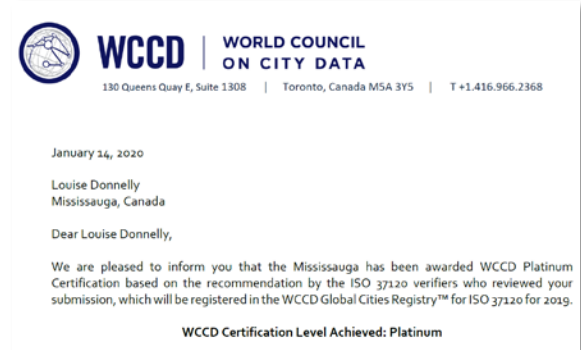 WCCD | WORLD COUNCIL
ON CITY DATA
130 Queens Quay E, Suite 1308 | Toronto, Canada M5A 3Y5 | T +1.416.966.2368
January 14, 2020
Louise Donnelly
Mississauga, Canada
Dear Louise Donnelly,
We are pleased to inform you that the Mississauga has been awarded WCCD Platinum
Certification based on the recommendation by the ISO 37120 verifiers who reviewed your
submission, which will be registered in the WCCD Global Cities Registry™ for ISO 37120 for 2019.
WCCD Certification Level Achieved: Platinum